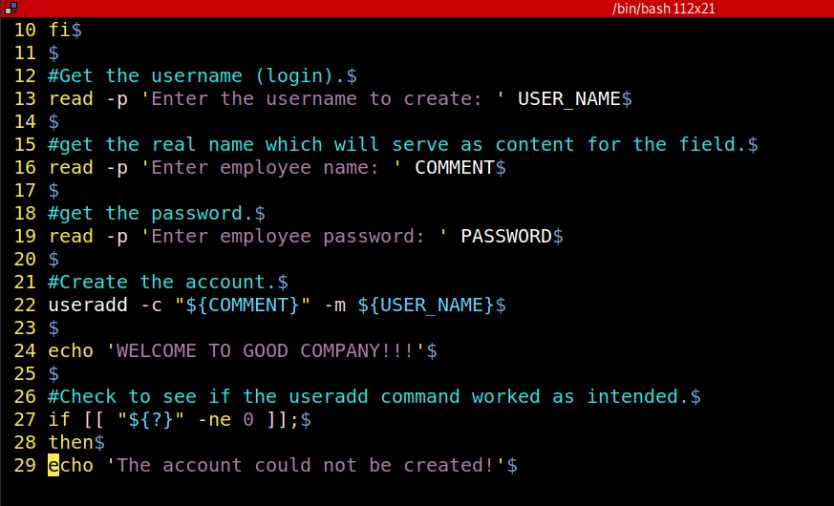 /bin/bash 112x21
10 fi$
11 $
12 #Get the username (login).$
13 read -p 'Enter the username to create: ' USER_NAME$
14 $
15 #get the real name which will serve as content for the field.$
16 read -p 'Enter employee name: ' COMMENT$
17 $
18 #get the password.$
19 read -p 'Enter employee password: ' PASSWORD$
20 $
21 #Create the account.$
22 useradd -c "${COMMENT}" -m ${USER_NAME}$
23 $
24 echo 'WELCOME TO GOOD COMPANY!!!'$
25 $
26 #Check to see if the useradd command worked as intended.$
27 if [[ "${?}" -ne 0 ]];$
28 then$
29 echo 'The account could not be created!'$